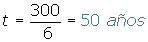 t = 300/6 = 50 años